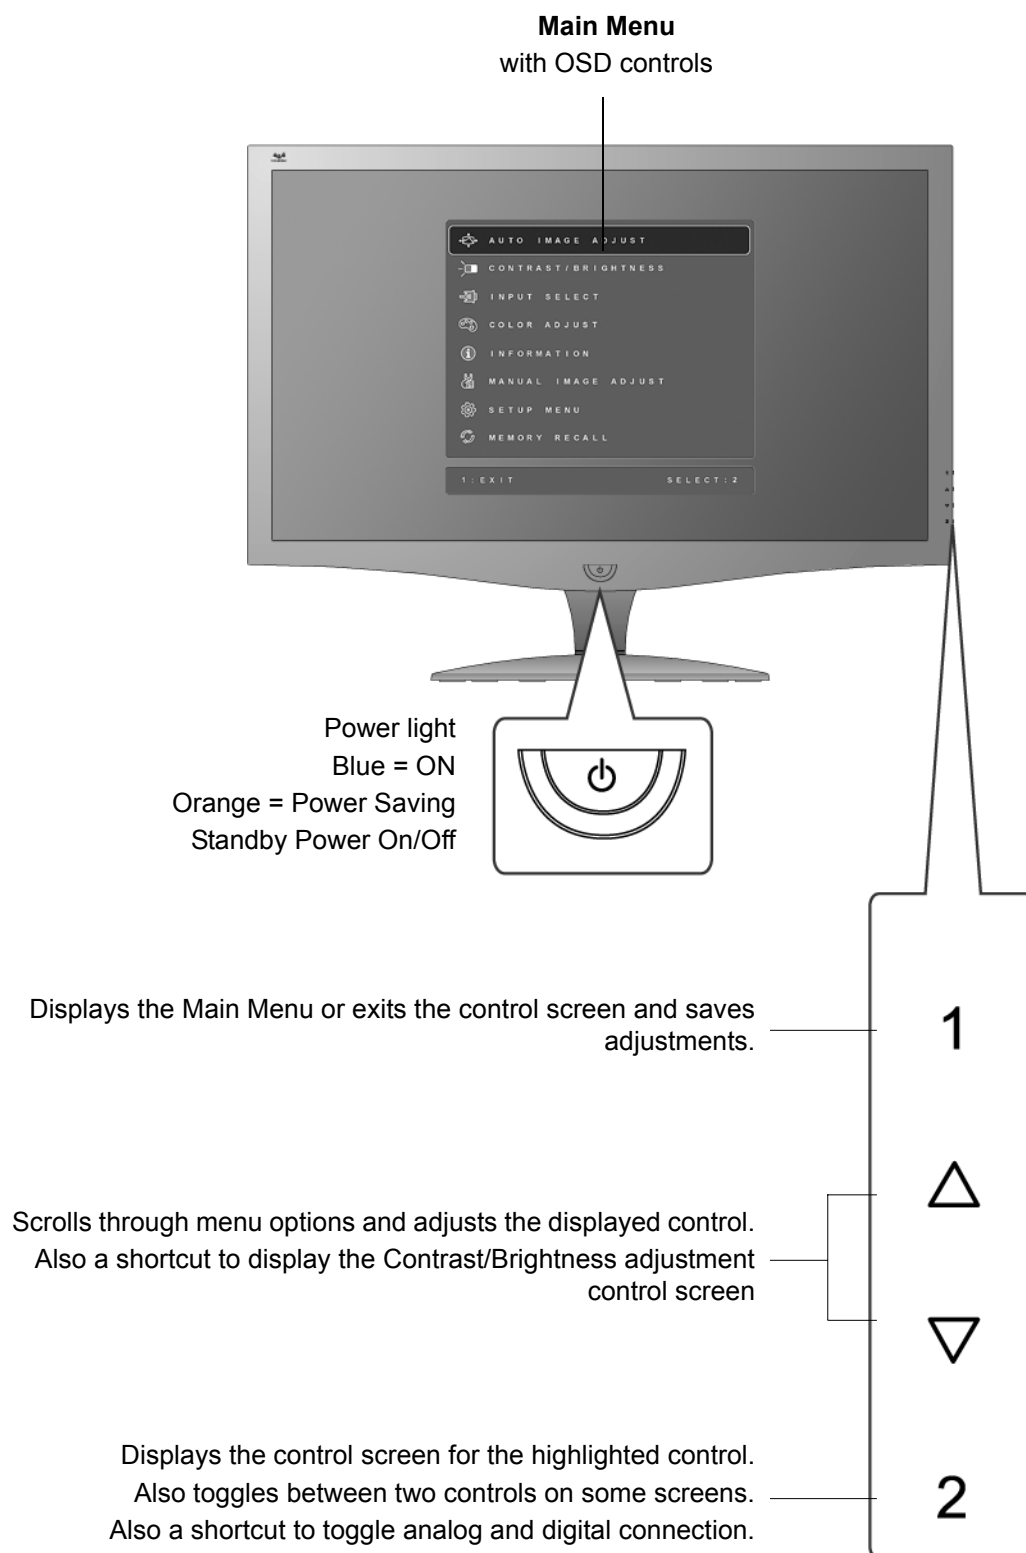 Main Menu
with OSD controls
AUTO IMAGE ADJUST
CONTRAST/BRIGHTNESS
INPUT SELECT
COLOR ADJUST
INFORMATION
MANUAL IMAGE ADJUST
SETUP MENU
MEMORY RECALL
1:EXIT SELECT:2
Power light
Blue = ON
Orange = Power Saving
Standby Power On/Off
Displays the Main Menu or exits the control screen and saves
adjustments.
1
Scrolls through menu options and adjusts the displayed control.
Also a shortcut to display the Contrast/Brightness adjustment
control screen
Displays the control screen for the highlighted control.
Also toggles between two controls on some screens.
Also a shortcut to toggle analog and digital connection.
2